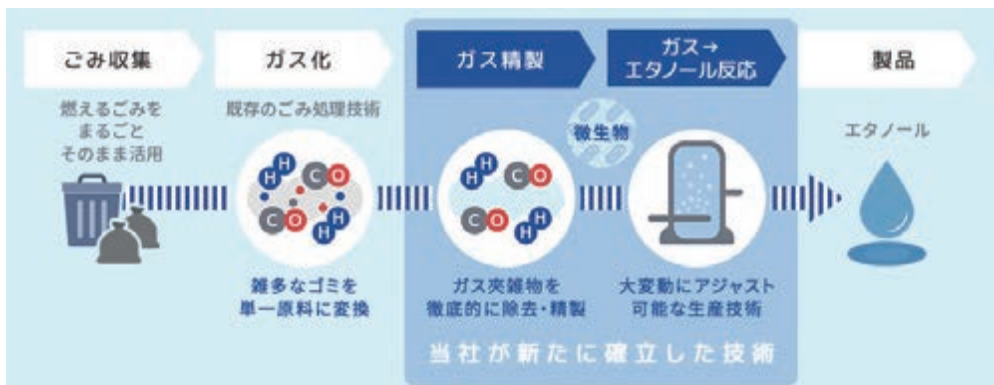 ごみ収集
ガス化
ガス精製
ガス→
エタノール反応
製品
燃えるごみを
まるごと
そのまま活用
既存のごみ処理技術
微生物
エタノール
H
H
C
O
C
O
H
H
H
H
C
O
C
O
H
H
雑多なゴミを
単一原料に変換
ガス夾雑物を
徹底的に除去・精製
大変動にアジャスト
可能な生産技術
当社が新たに確立した技術